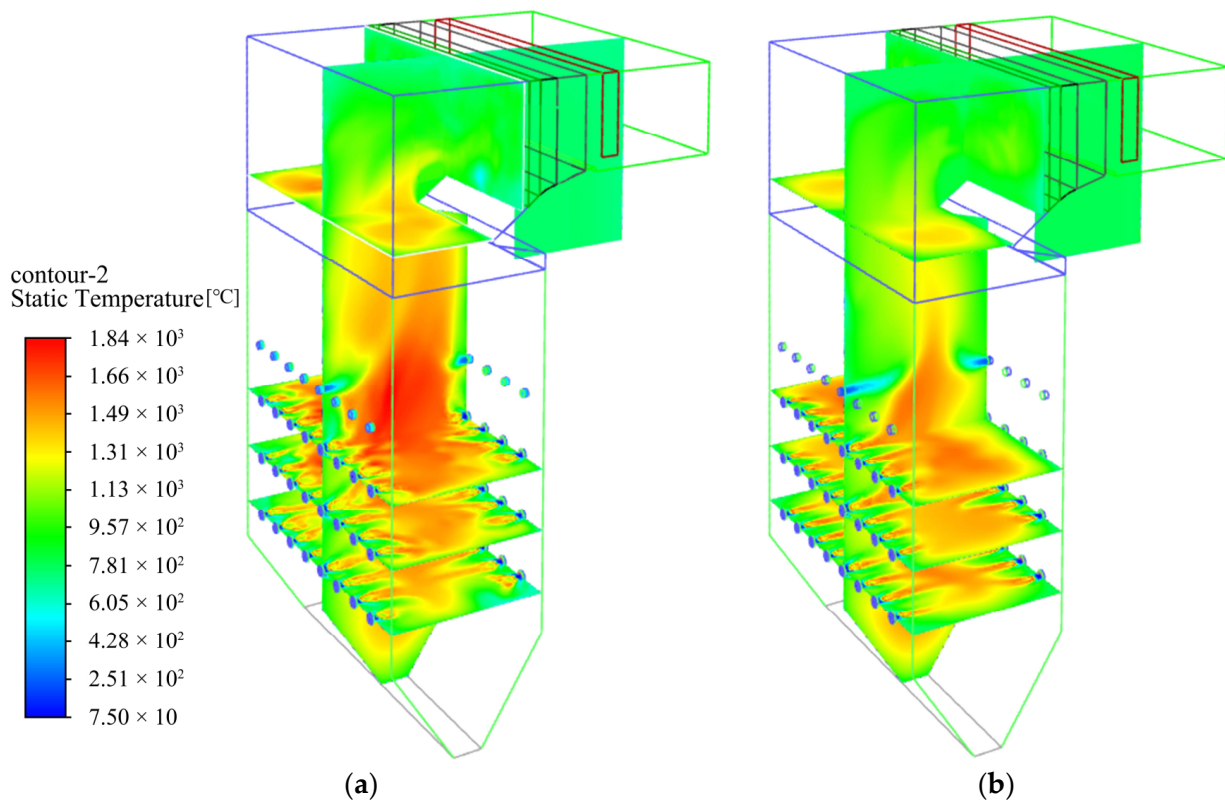 contour-2
Static Temperature[℃]
1.84 × 10³
1.66 × 10³
1.49 × 10³
1.31 × 10³
1.13 × 10³
9.57 × 10²
7.81 × 10²
6.05 × 10²
4.28 × 10²
2.51 × 10²
7.50 × 10
(a)
(b)